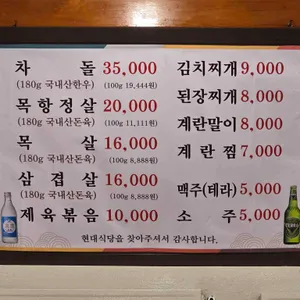 차 돌 35,000
(180g 국내산한우) (100g 19,444원)
목항정살 20,000
(180g 국내산돈육) (100g 11,111원)
목 살 16,000
(180g 국내산돈육) (100g 8,888원)
삼 겹 살 16,000
(180g 국내산돈육) (100g 8,888원)
제육볶음 10,000
김치찌개 9,000
된장찌개 8,000
계란말이 8,000
계 란 찜 7,000
맥주(테라) 5,000
소 주 5,000
현대식당을 찾아주셔서 감사합니다.